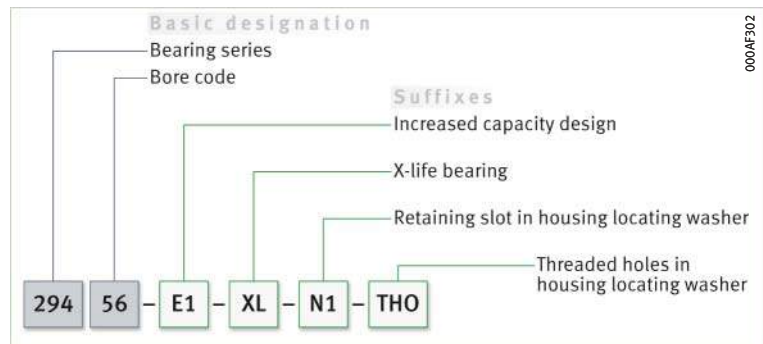 Basic designation
Bearing series
Bore code
Suffixes
Increased capacity design
X-life bearing
Retaining slot in housing locating washer
Threaded holes in
housing locating washer
294 56 – E1 – XL – N1 – THO
000AF302